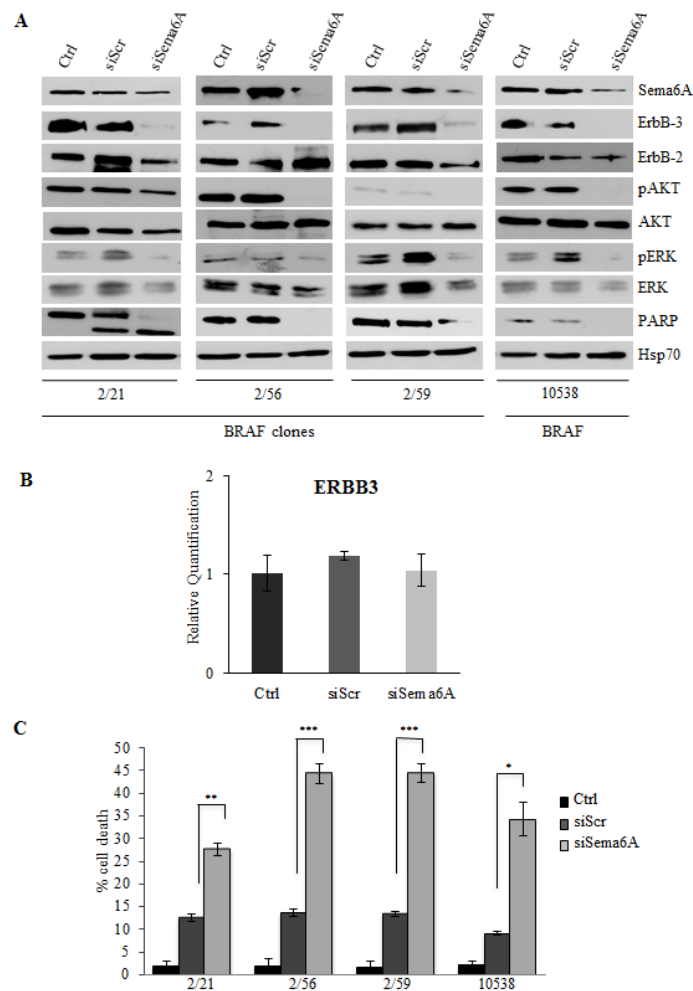 A
Ctrl siScr siSema6A Ctrl siScr siSema6A Ctrl siScr siSema6A Ctrl siScr siSema6A
Sema6A
ErbB-3
ErbB-2
pAKT
AKT
pERK
ERK
PARP
Hsp70
2/21 2/56 2/59 10538
BRAF clones BRAF
B
ERBB3
Relative Quantification
2
1
0
Ctrl siScr siSema6A
C
% cell death
50
45
40
35
30
25
20
15
10
5
0
** *** *** *
Ctrl
siScr
siSema6A
2/21 2/56 2/59 10538